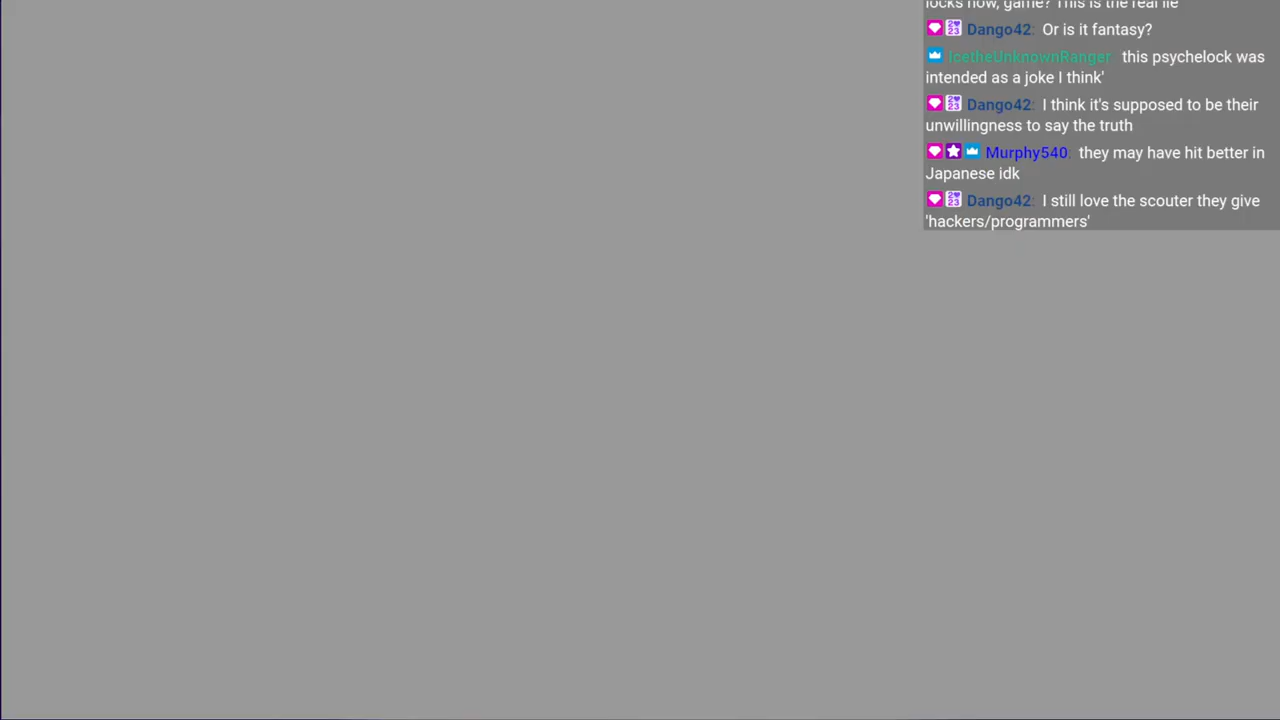 locks now, game? This is the real lie
Dango42: Or is it fantasy?
IcetheUnknownRanger: this psychelock was
intended as a joke I think'
Dango42: I think it's supposed to be their
unwillingness to say the truth
Murphy540: they may have hit better in
Japanese idk
Dango42: I still love the scouter they give
'hackers/programmers'